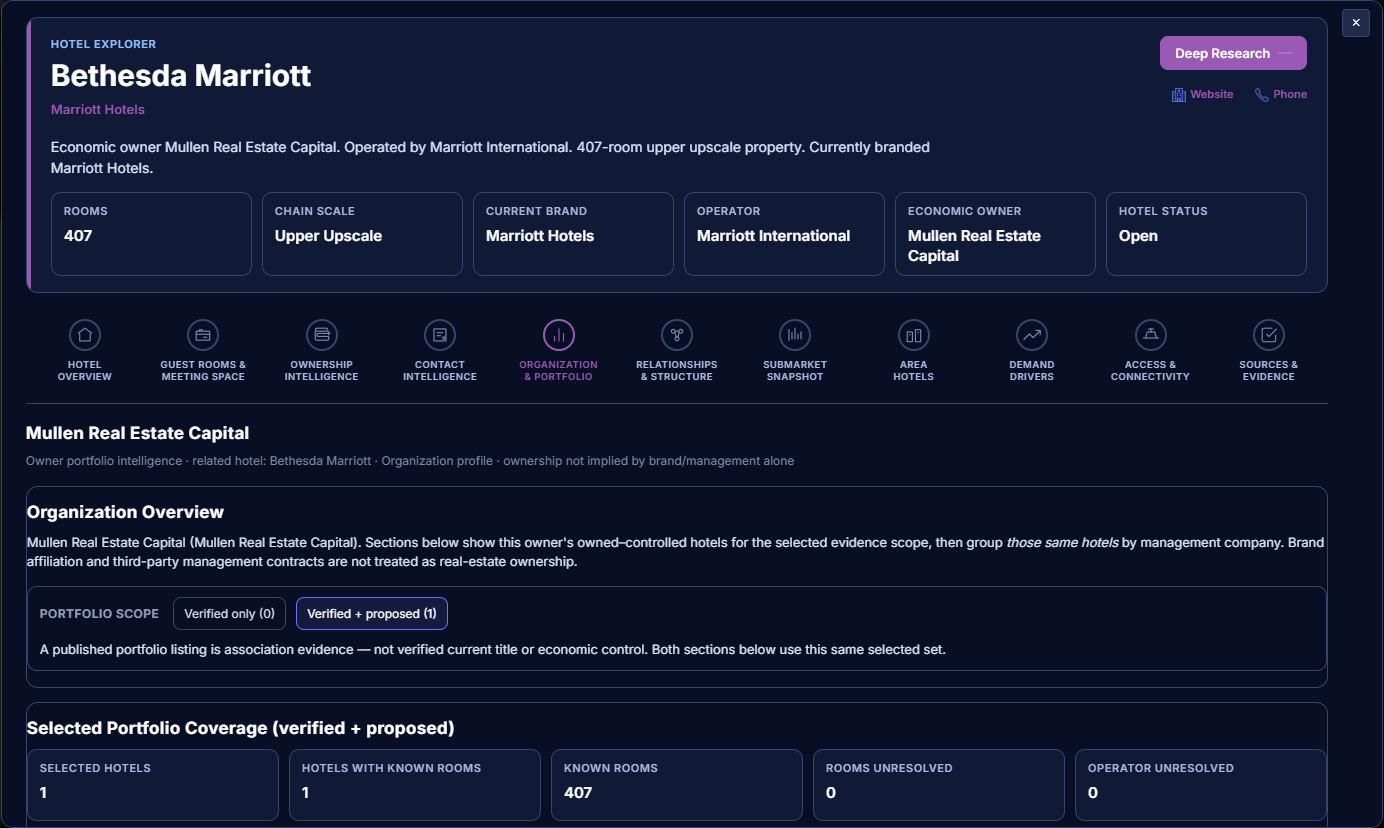 ×
HOTEL EXPLORER
Bethesda Marriott
Marriott Hotels
Deep Research —
Website Phone
Economic owner Mullen Real Estate Capital. Operated by Marriott International. 407-room upper upscale property. Currently branded
Marriott Hotels.
ROOMS
407
CHAIN SCALE
Upper Upscale
CURRENT BRAND
Marriott Hotels
OPERATOR
Marriott International
ECONOMIC OWNER
Mullen Real Estate
Capital
HOTEL STATUS
Open
HOTEL
OVERVIEW
GUEST ROOMS &
MEETING SPACE
OWNERSHIP
INTELLIGENCE
CONTACT
INTELLIGENCE
ORGANIZATION
& PORTFOLIO
RELATIONSHIPS
& STRUCTURE
SUBMARKET
SNAPSHOT
AREA
HOTELS
DEMAND
DRIVERS
ACCESS &
CONNECTIVITY
SOURCES &
EVIDENCE
Mullen Real Estate Capital
Owner portfolio intelligence · related hotel: Bethesda Marriott · Organization profile · ownership not implied by brand/management alone
Organization Overview
Mullen Real Estate Capital (Mullen Real Estate Capital). Sections below show this owner's owned–controlled hotels for the selected evidence scope, then group those same hotels by management company. Brand
affiliation and third-party management contracts are not treated as real-estate ownership.
PORTFOLIO SCOPE Verified only (0) Verified + proposed (1)
A published portfolio listing is association evidence — not verified current title or economic control. Both sections below use this same selected set.
Selected Portfolio Coverage (verified + proposed)
SELECTED HOTELS
1
HOTELS WITH KNOWN ROOMS
1
KNOWN ROOMS
407
ROOMS UNRESOLVED
0
OPERATOR UNRESOLVED
0